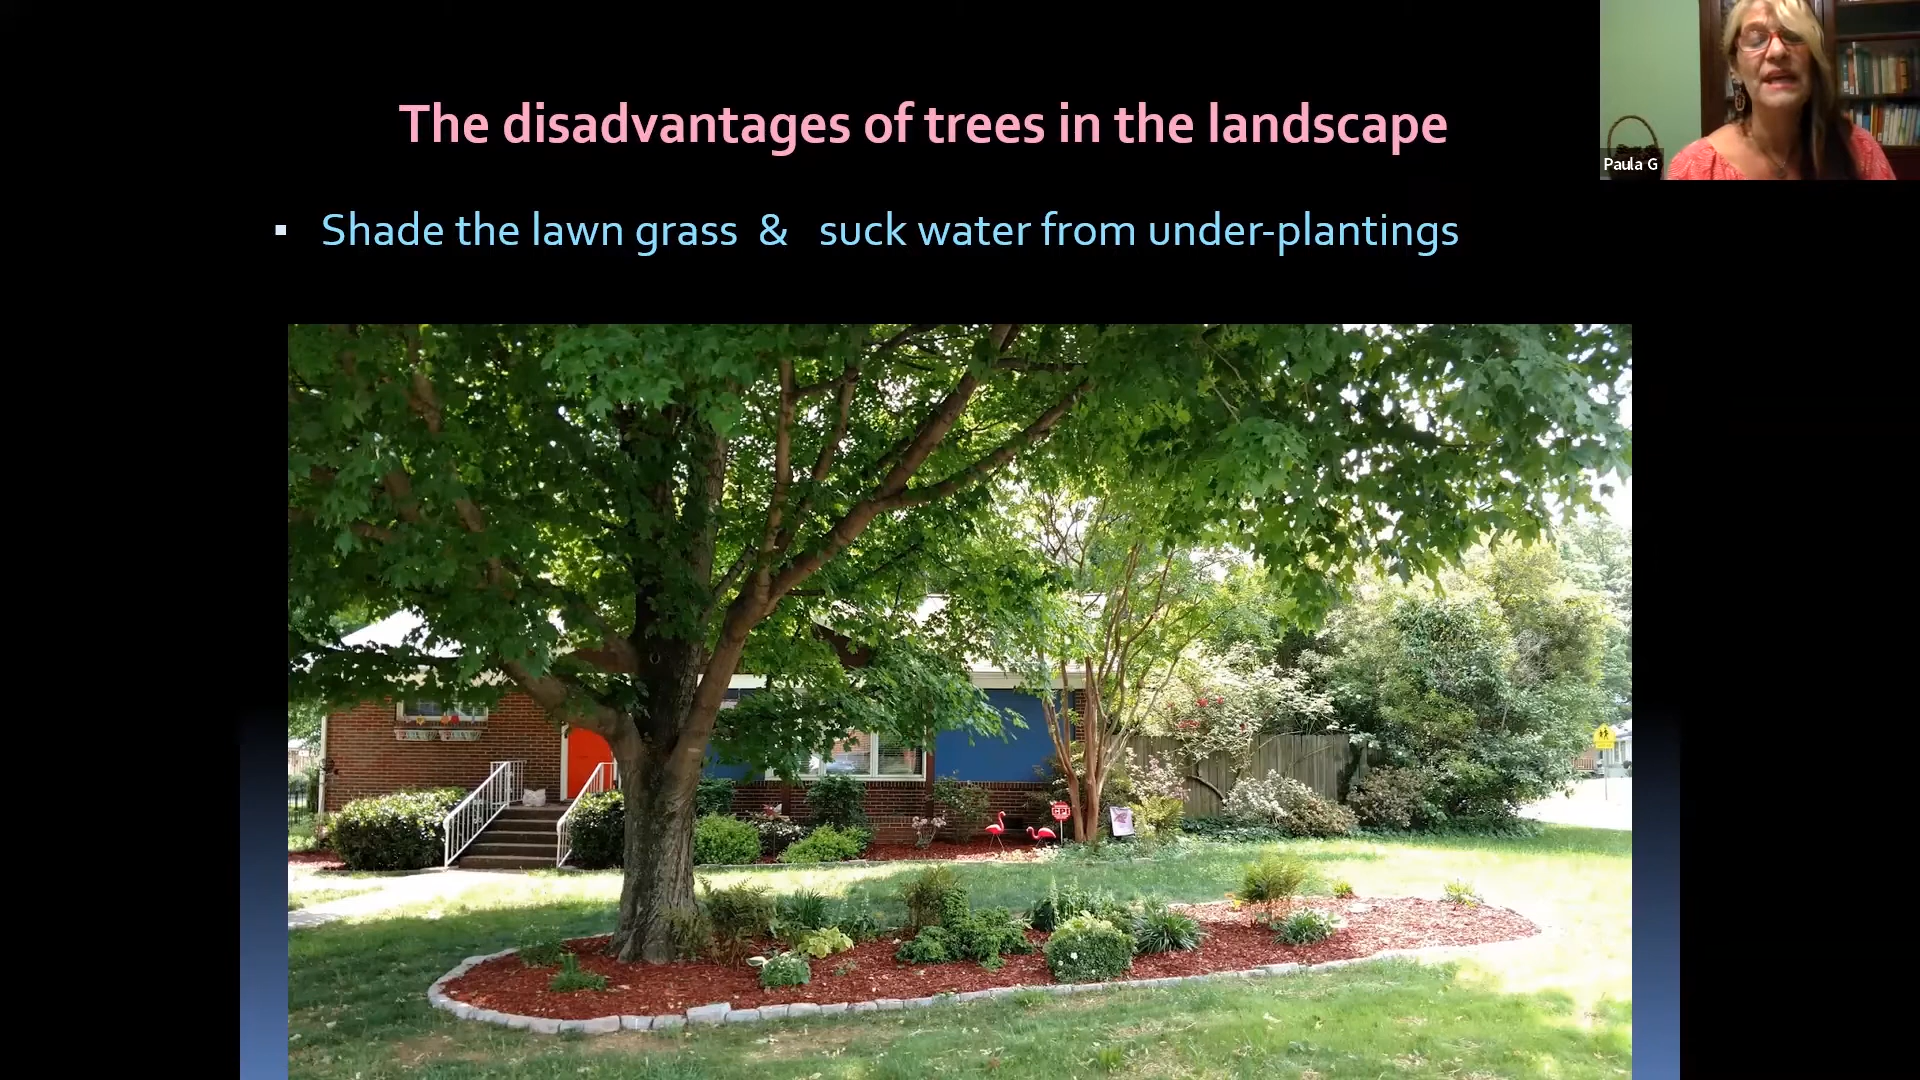 The disadvantages of trees in the landscape
Paula G
▪ Shade the lawn grass & suck water from under-plantings